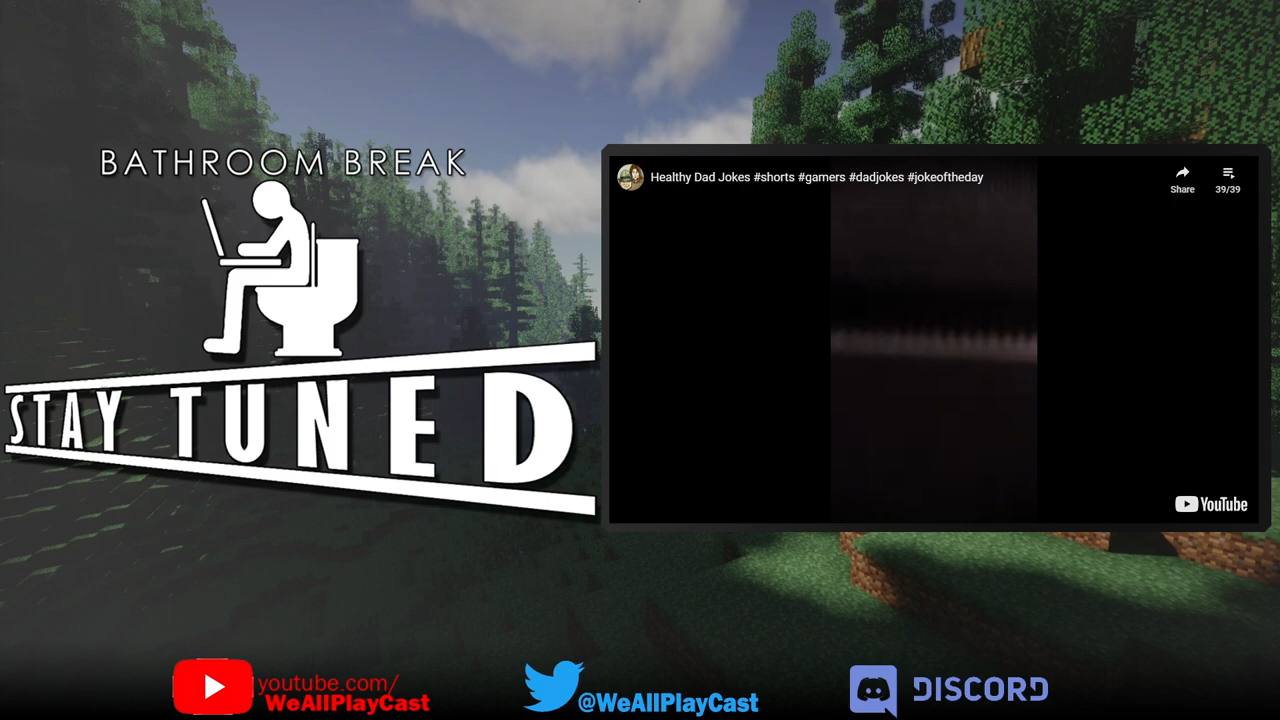 BATHROOM BREAK
STAY TUNED
Healthy Dad Jokes #shorts #gamers #dadjokes #jokeoftheday
Share
39/39
YouTube
youtube.com/
WeAllPlayCast
@WeAllPlayCast
DISCORD